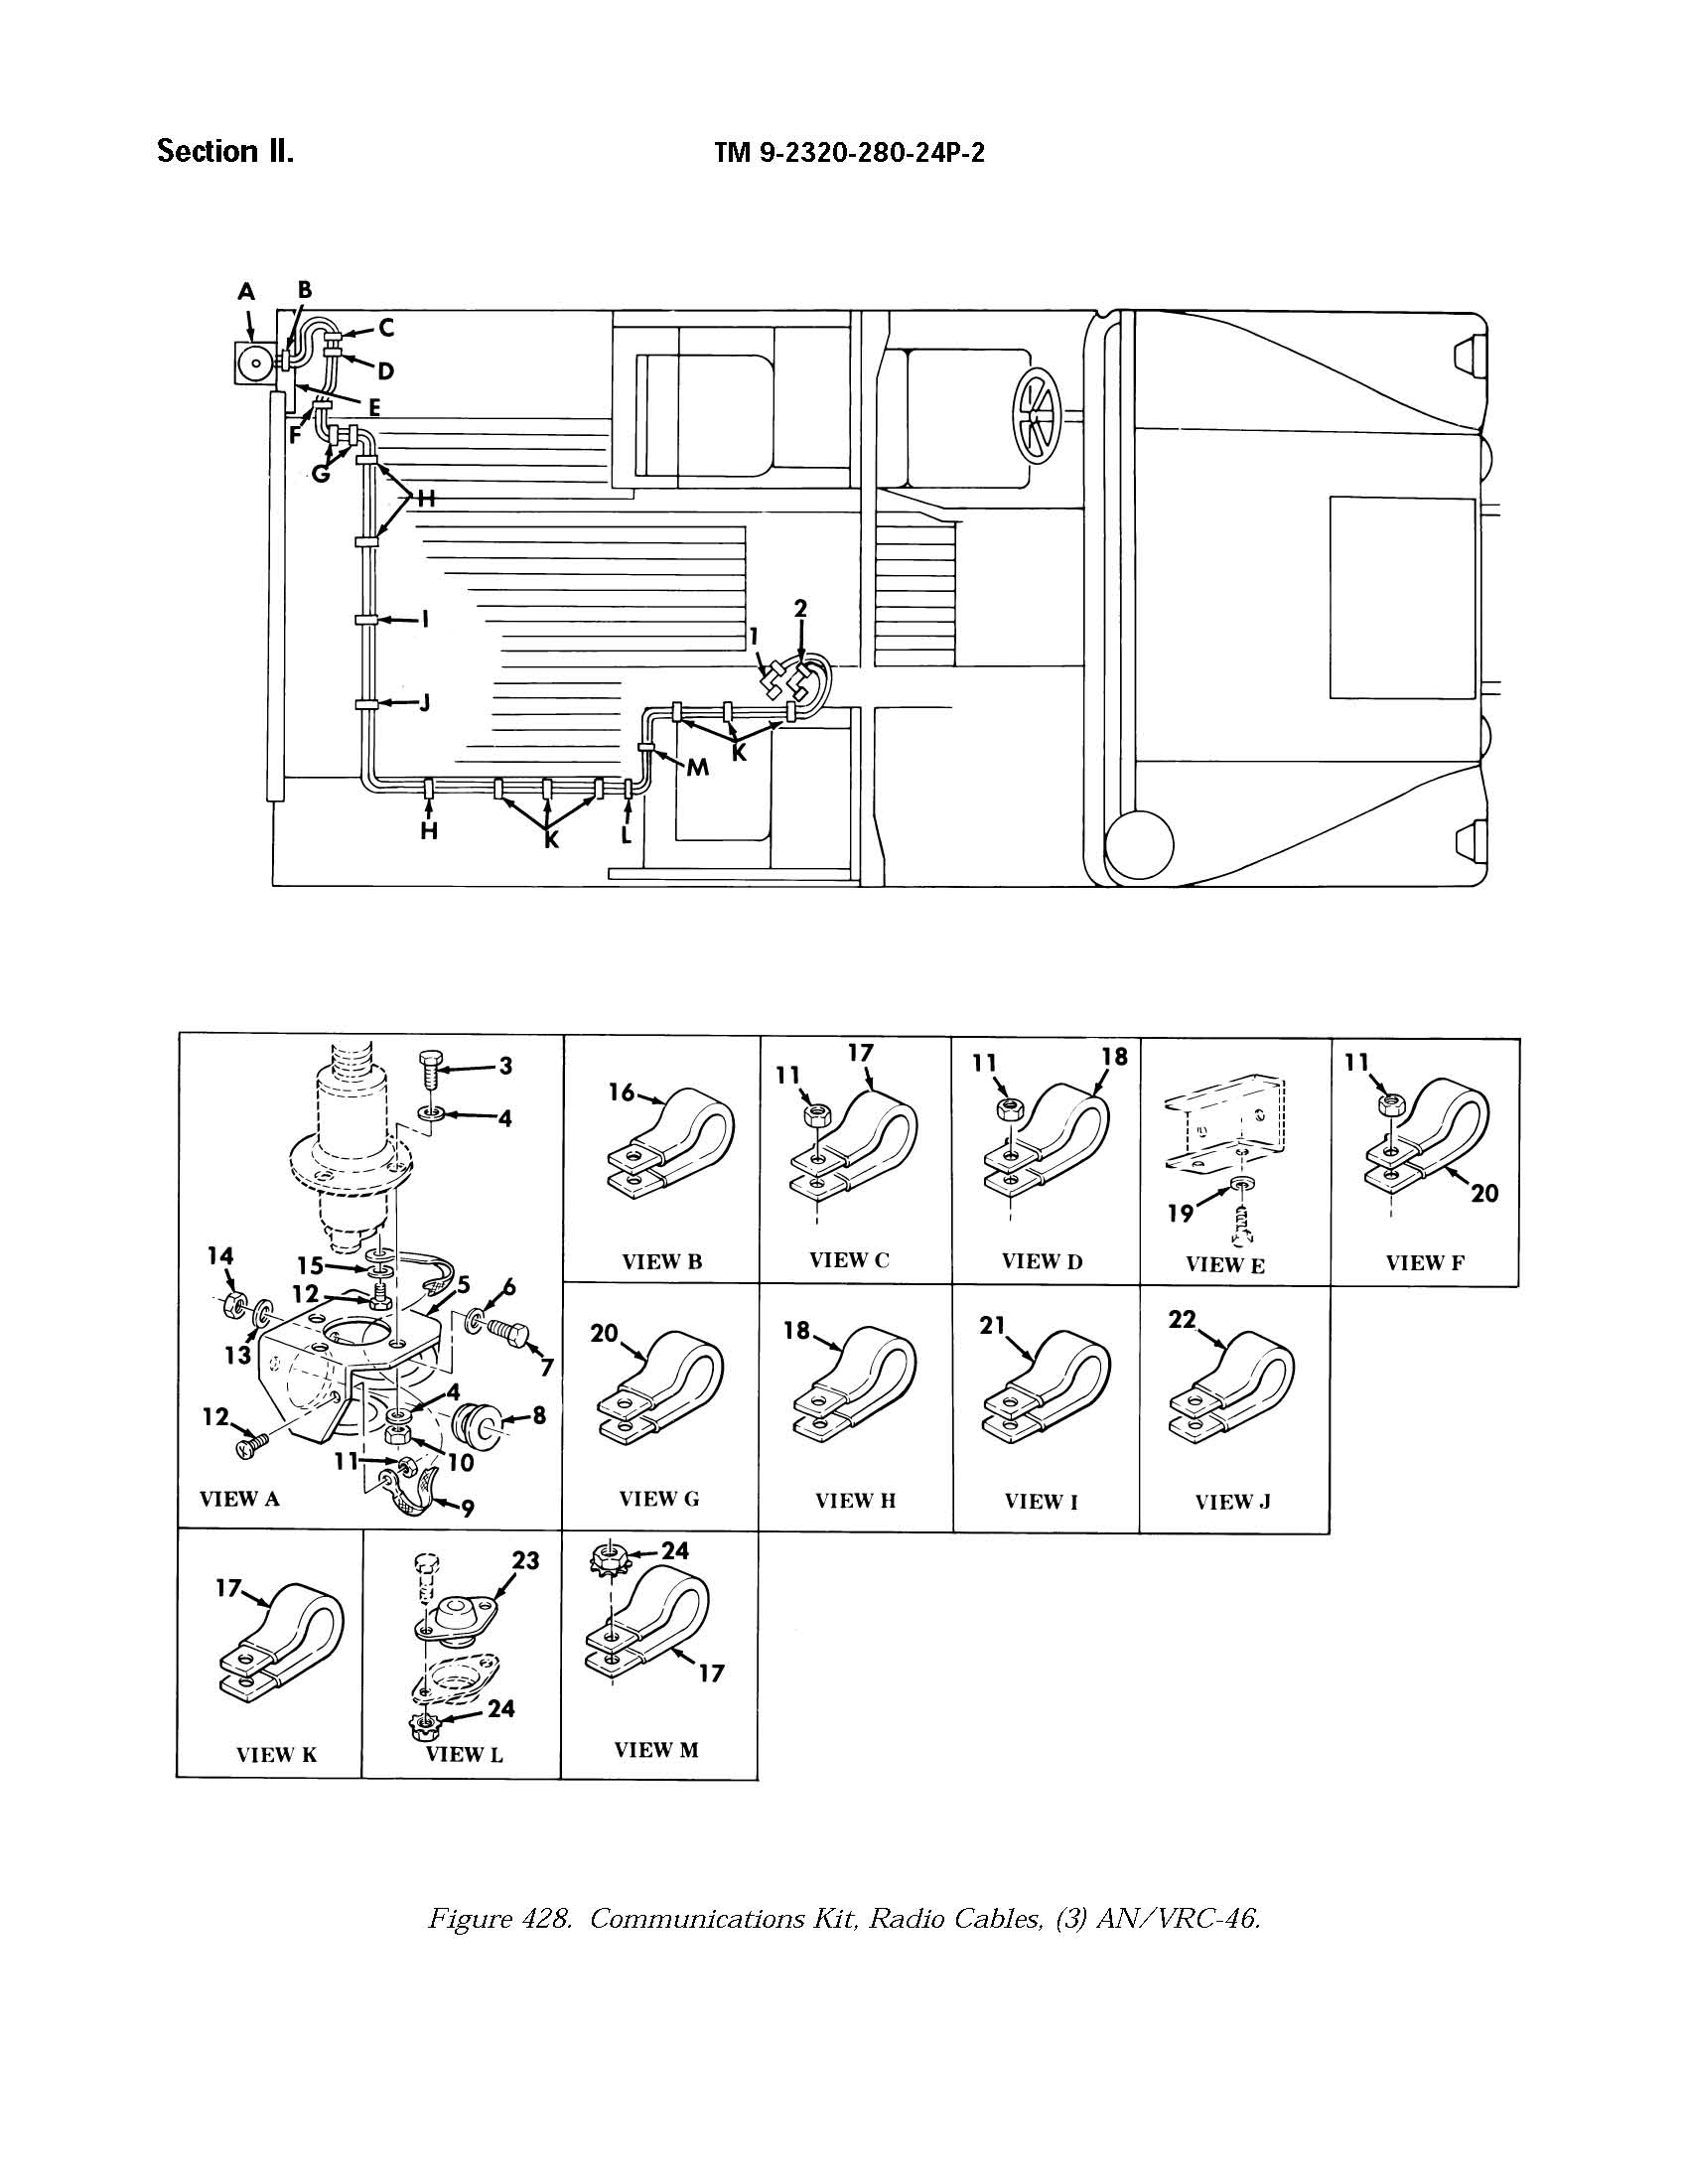 Section II.
TM 9-2320-280-24P-2
A
B
C
D
E
F
G
H
I
J
2
1
K
M
H
K
L
3
4
14
15
12
5
6
13
7
12
4
8
11
10
9
VIEW A
16
VIEW B
17
11
VIEW C
11
18
VIEW D
19
VIEW E
11
20
VIEW F
20
VIEW G
18
VIEW H
21
VIEW I
22
VIEW J
17
VIEW K
23
24
VIEW L
24
17
VIEW M
Figure 428. Communications Kit, Radio Cables, (3) AN/VRC-46.